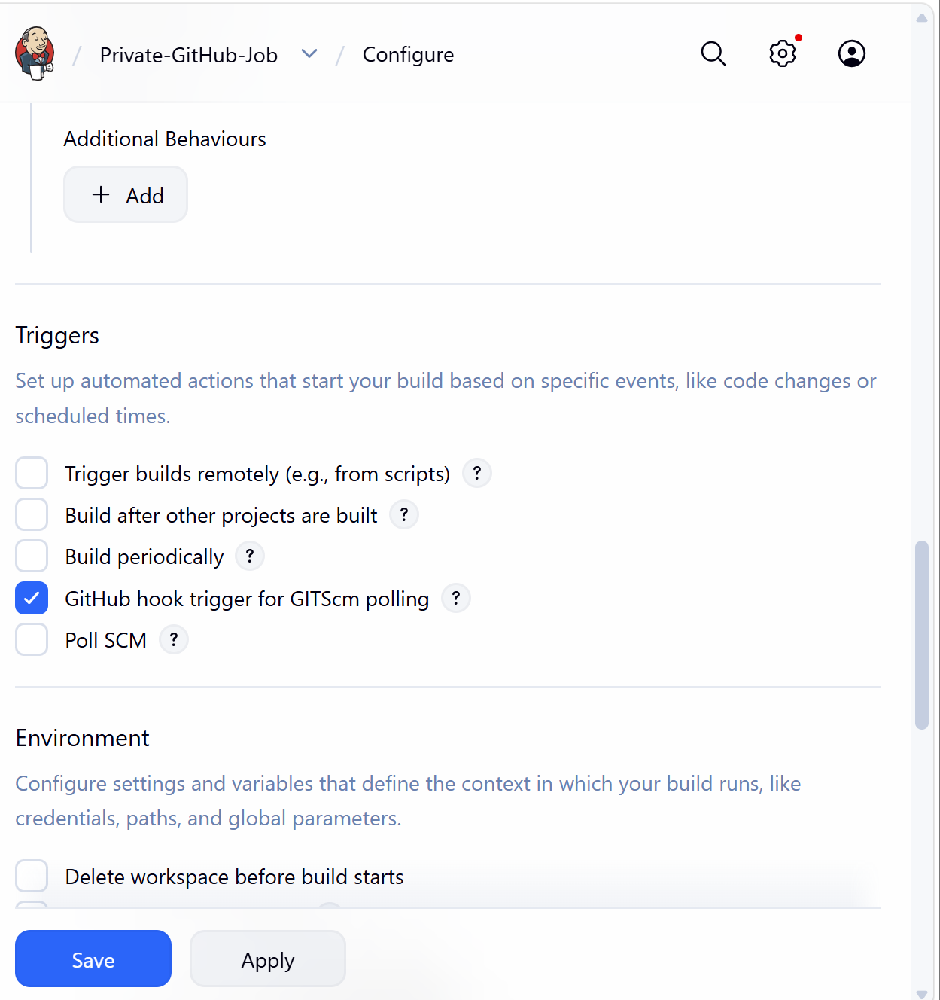 / Private-GitHub-Job / Configure
Additional Behaviours
+ Add
Triggers
Set up automated actions that start your build based on specific events, like code changes or
scheduled times.
Trigger builds remotely (e.g., from scripts) ?
Build after other projects are built ?
Build periodically ?
GitHub hook trigger for GITScm polling ?
Poll SCM ?
Environment
Configure settings and variables that define the context in which your build runs, like
credentials, paths, and global parameters.
Delete workspace before build starts
Save Apply